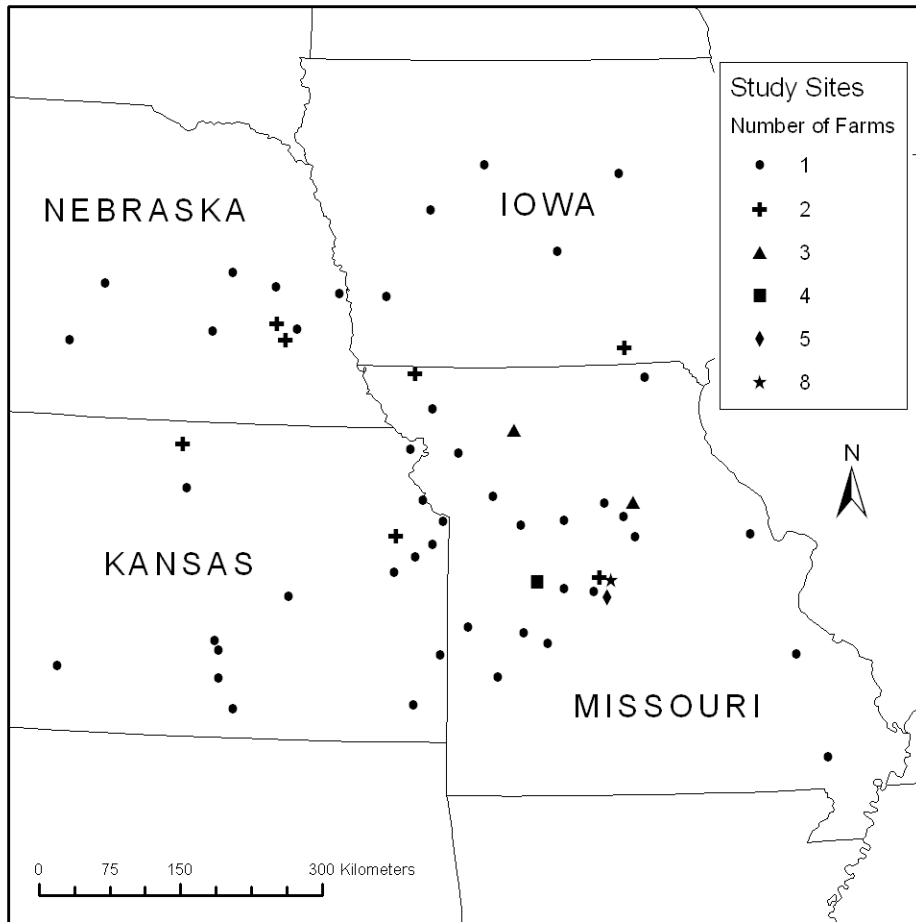 Study Sites
Number of Farms
1
2
3
4
5
8
NEBRASKA
IOWA
N
KANSAS
MISSOURI
0 75 150 300 Kilometers